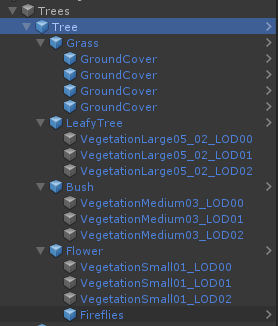 Trees
Tree
Grass
GroundCover
GroundCover
GroundCover
GroundCover
LeafyTree
VegetationLarge05_02_LOD00
VegetationLarge05_02_LOD01
VegetationLarge05_02_LOD02
Bush
VegetationMedium03_LOD00
VegetationMedium03_LOD01
VegetationMedium03_LOD02
Flower
VegetationSmall01_LOD00
VegetationSmall01_LOD01
VegetationSmall01_LOD02
Fireflies